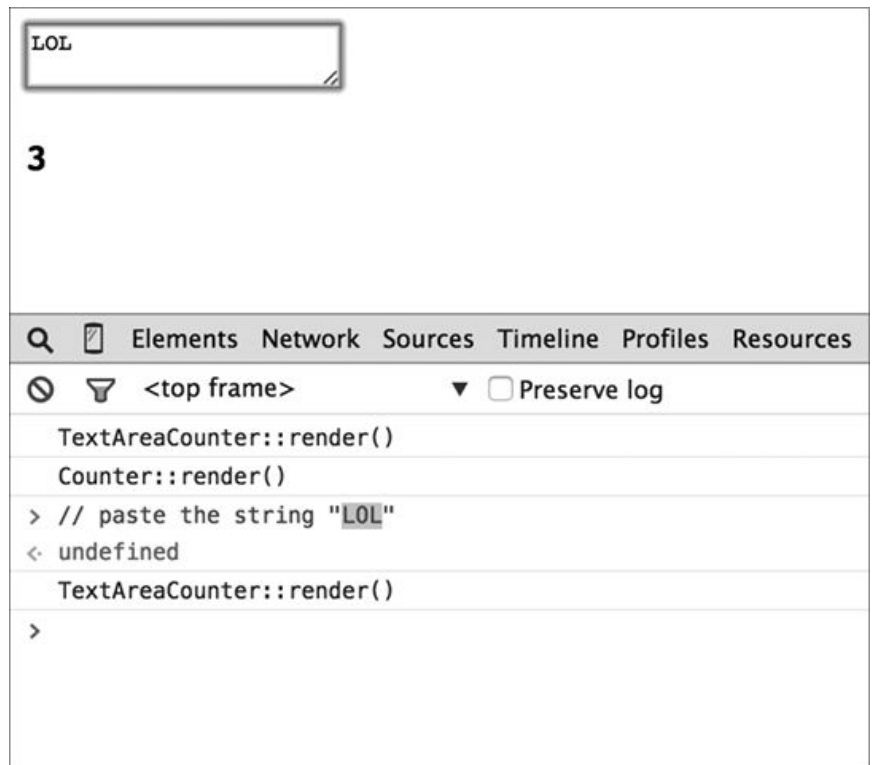 LOL
3
Elements Network Sources Timeline Profiles Resources
<top frame> ▼ Preserve log
TextAreaCounter::render()
Counter::render()
> // paste the string "LOL"
<· undefined
TextAreaCounter::render()
>